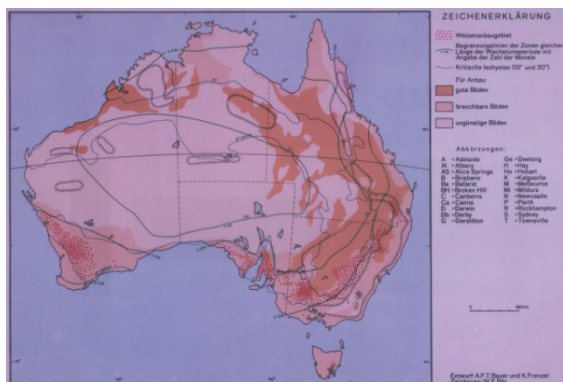 ZEICHENERKLÄRUNG
Weizenanbaugebiet
Begrenzungslinien der Zonen gleicher
Länge der Wachstumsperiode mit
Angabe der Zahl der Monate
Kritische Isohyeten (10" und 20")
Für Anbau:
gute Böden
brauchbare Böden
ungünstige Böden
Abkürzungen:
A = Adelaide
Al = Albany
AS = Alice Springs
B = Brisbane
Ba = Ballarat
BH = Broken Hill
C = Canberra
Ca = Cairns
D = Darwin
Db = Derby
G = Geraldton
Ge = Geelong
H = Hay
Ho = Hobart
K = Kalgoorlie
M = Melbourne
Mi = Mildura
N = Newcastle
P = Perth
R = Rockhampton
S = Sydney
T = Townsville
Entwurf: A.F.T. Bauer und K. Frenzel